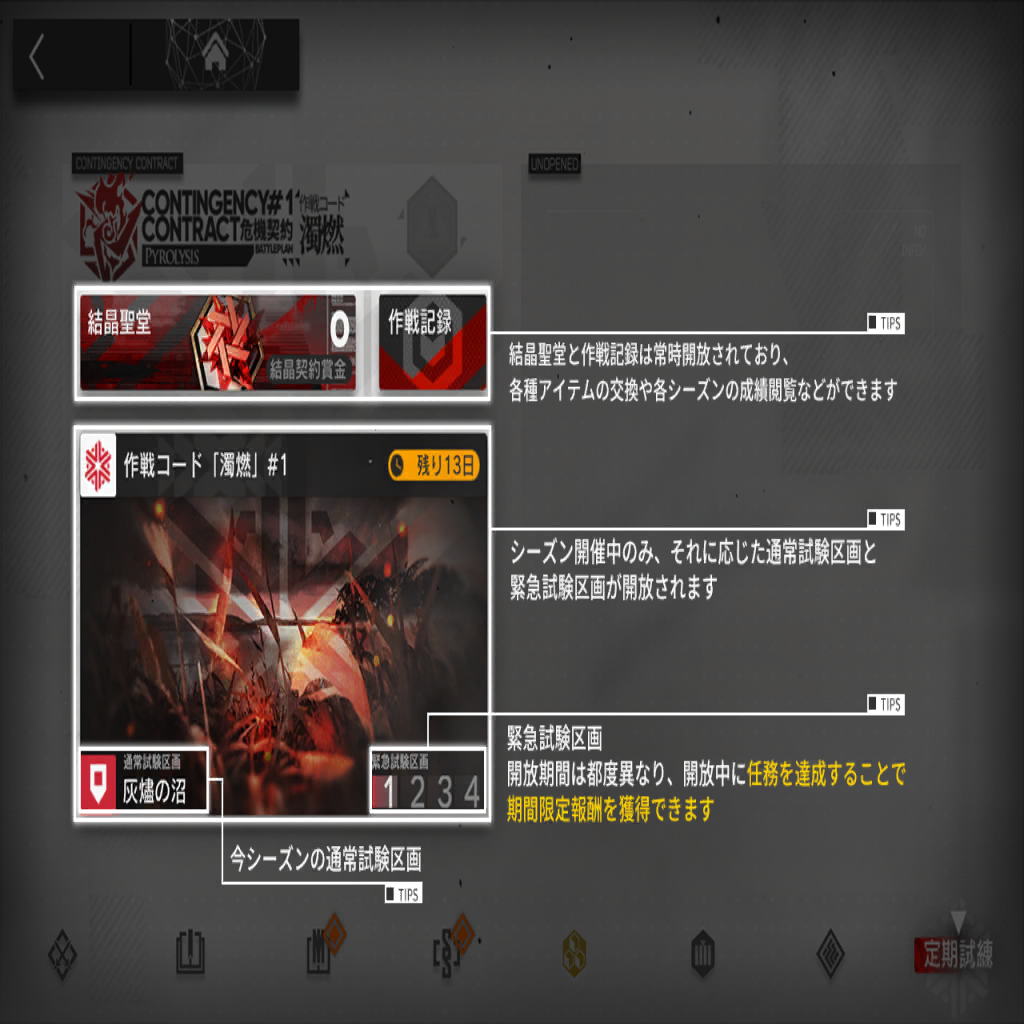 CONTINGENCY CONTRACT
UNOPENED
CONTINGENCY#1
CONTRACT危機契約
PYROLYSIS
BATTLEPLAN
作戦コード
濁燃
NO
結晶聖堂
0
結晶契約賞金
作戦記録
TIPS
結晶聖堂と作戦記録は常時開放されており、
各種アイテムの交換や各シーズンの成績閲覧などができます
作戦コード「濁燃」#1
残り13日
TIPS
シーズン開催中のみ、それに応じた通常試験区画と
緊急試験区画が開放されます
TIPS
緊急試験区画
開放期間は都度異なり、開放中に任務を達成することで
期間限定報酬を獲得できます
通常試験区画
灰燼の沼
緊急試験区画
1 2 3 4
今シーズンの通常試験区画
TIPS
定期試練